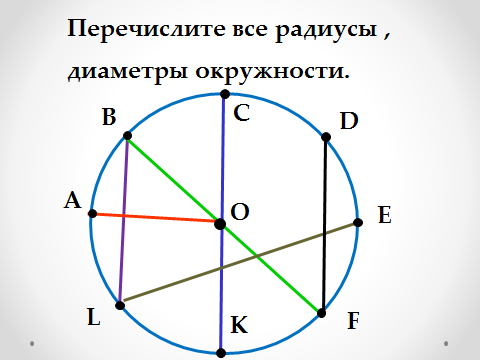 Перечислите все радиусы ,
диаметры окружности.
C
B
D
A
O
E
L
K
F